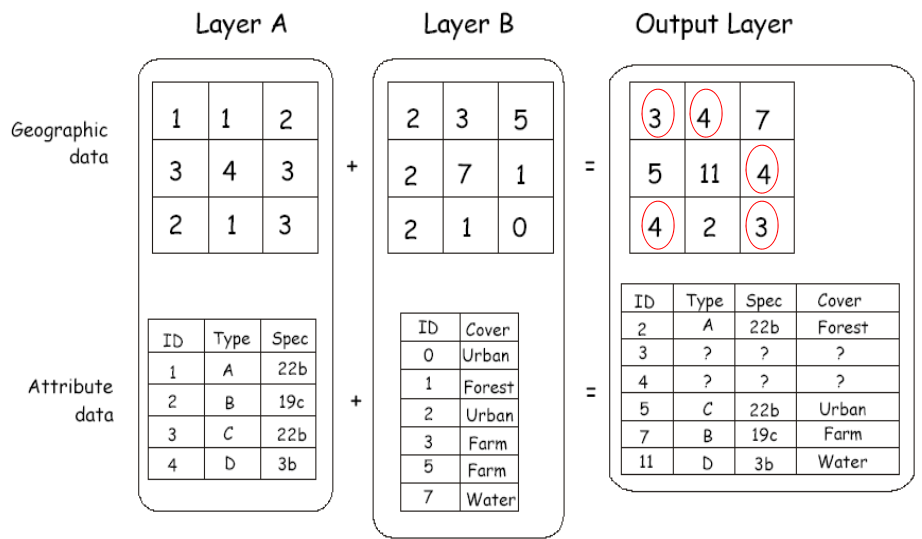 Layer A Layer B Output Layer
Geographic
data
1 1 2
3 4 3
2 1 3
+
2 3 5
2 7 1
2 1 0
=
3 4 7
5 11 4
4 2 3
Attribute
data
ID Type Spec
1 A 22b
2 B 19c
3 C 22b
4 D 3b
+
ID Cover
0 Urban
1 Forest
2 Urban
3 Farm
5 Farm
7 Water
=
ID Type Spec Cover
2 A 22b Forest
3 ? ? ?
4 ? ? ?
5 C 22b Urban
7 B 19c Farm
11 D 3b Water